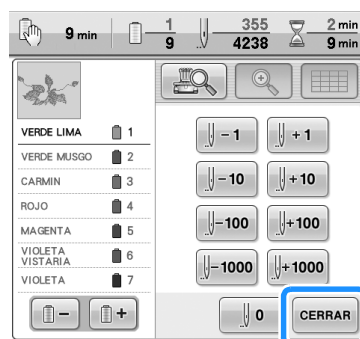 9 min
1
9
355
4238
2 min
9 min
VERDE LIMA 1
VERDE MUSGO 2
CARMIN 3
ROJO 4
MAGENTA 5
VIOLETA
VISTARIA 6
VIOLETA 7
-1
+1
-10
+10
-100
+100
-1000
+1000
-
+
0
CERRAR